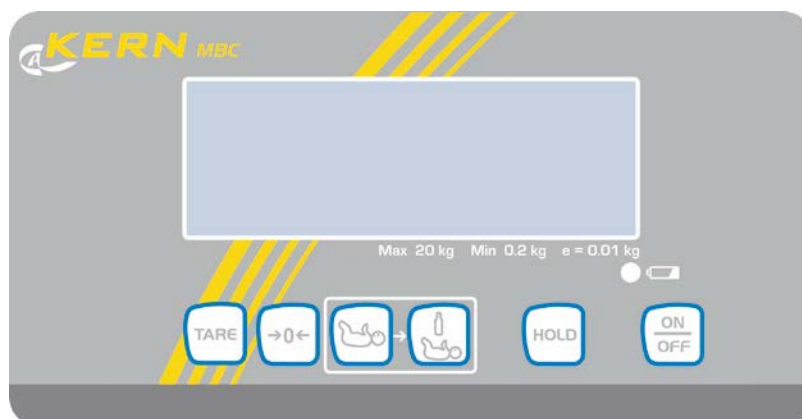 KERN MBC
Max 20 kg Min 0.2 kg e = 0.01 kg
TARE →0← → HOLD ON
OFF